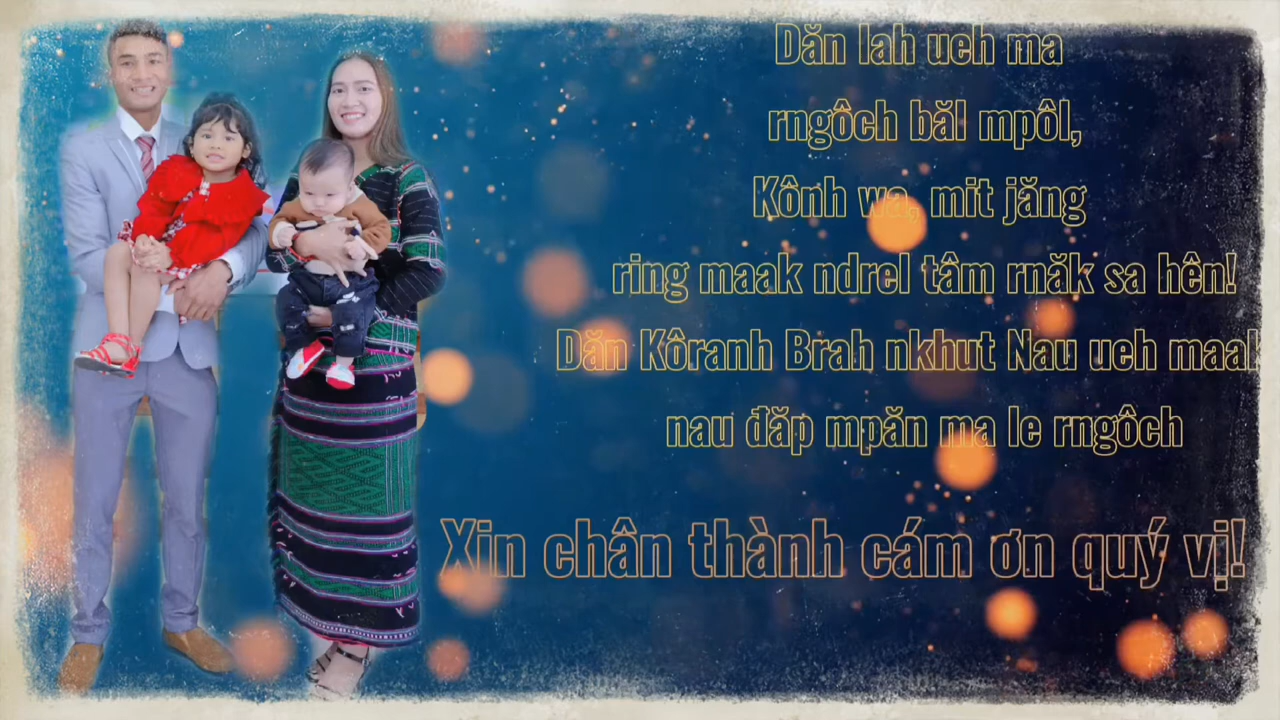 Dăn lah ueh ma
rngôch băl mpôl,
Kônh wa, mit jăng
ring maak ndrel tâm rnăk sa hên!
Dăn Kôranh Brah nkhut Nau ueh maak
nau đăp mpăn ma le rngôch
Xin chân thành cám ơn quý vị!